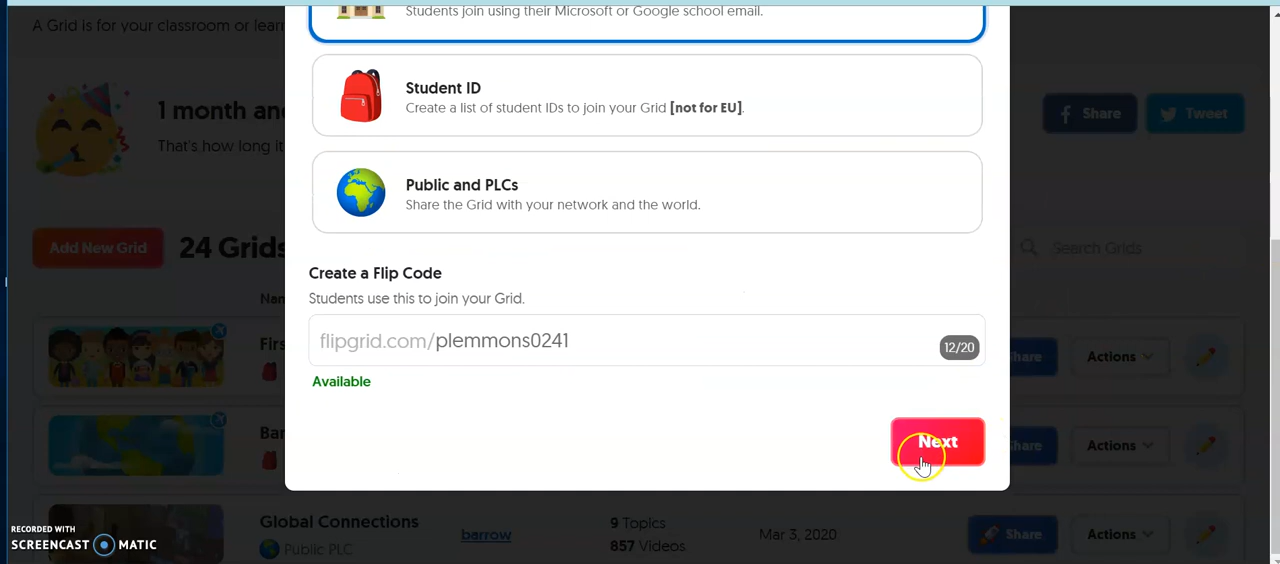 A Grid is for your classroom or lear
Students join using their Microsoft or Google school email.
Student ID
Create a list of student IDs to join your Grid [not for EU].
1 month and
That's how long it
Share
Tweet
Public and PLCs
Share the Grid with your network and the world.
Add New Grid
24 Grids
Search Grids
Create a Flip Code
Students use this to join your Grid.
flipgrid.com/plemmons0241
12/20
Available
Share
Actions
Next
Actions
Global Connections
Public PLC
barrow
9 Topics
857 Videos
Mar 3, 2020
Share
Actions
RECORDED WITH
SCREENCAST MATIC